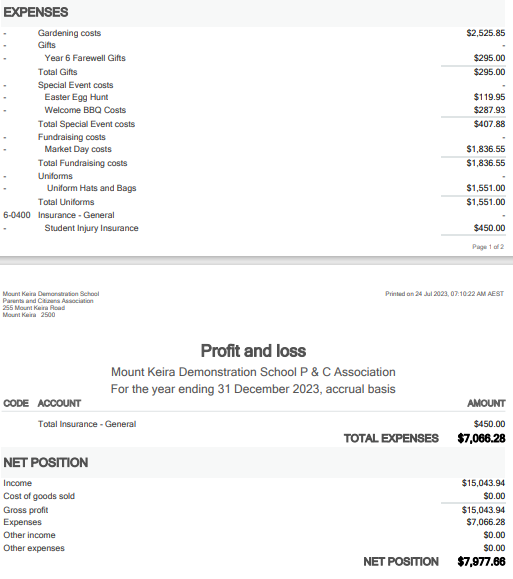 EXPENSES
- Gardening costs $2,525.85
- Gifts -
- Year 6 Farewell Gifts $295.00
Total Gifts $295.00
- Special Event costs -
- Easter Egg Hunt $119.95
- Welcome BBQ Costs $287.93
Total Special Event costs $407.88
- Fundraising costs -
- Market Day costs $1,836.55
Total Fundraising costs $1,836.55
- Uniforms -
- Uniform Hats and Bags $1,551.00
Total Uniforms $1,551.00
6-0400 Insurance - General -
- Student Injury Insurance $450.00
Page 1 of 2
Mount Keira Demonstration School Printed on 24 Jul 2023, 07:10:22 AM AEST
Parents and Citizens Association
255 Mount Keira Road
Mount Keira 2500
Profit and loss
Mount Keira Demonstration School P & C Association
For the year ending 31 December 2023, accrual basis
CODE ACCOUNT AMOUNT
Total Insurance - General $450.00
TOTAL EXPENSES $7,066.28
NET POSITION
Income $15,043.94
Cost of goods sold $0.00
Gross profit $15,043.94
Expenses $7,066.28
Other income $0.00
Other expenses $0.00
NET POSITION $7,977.66